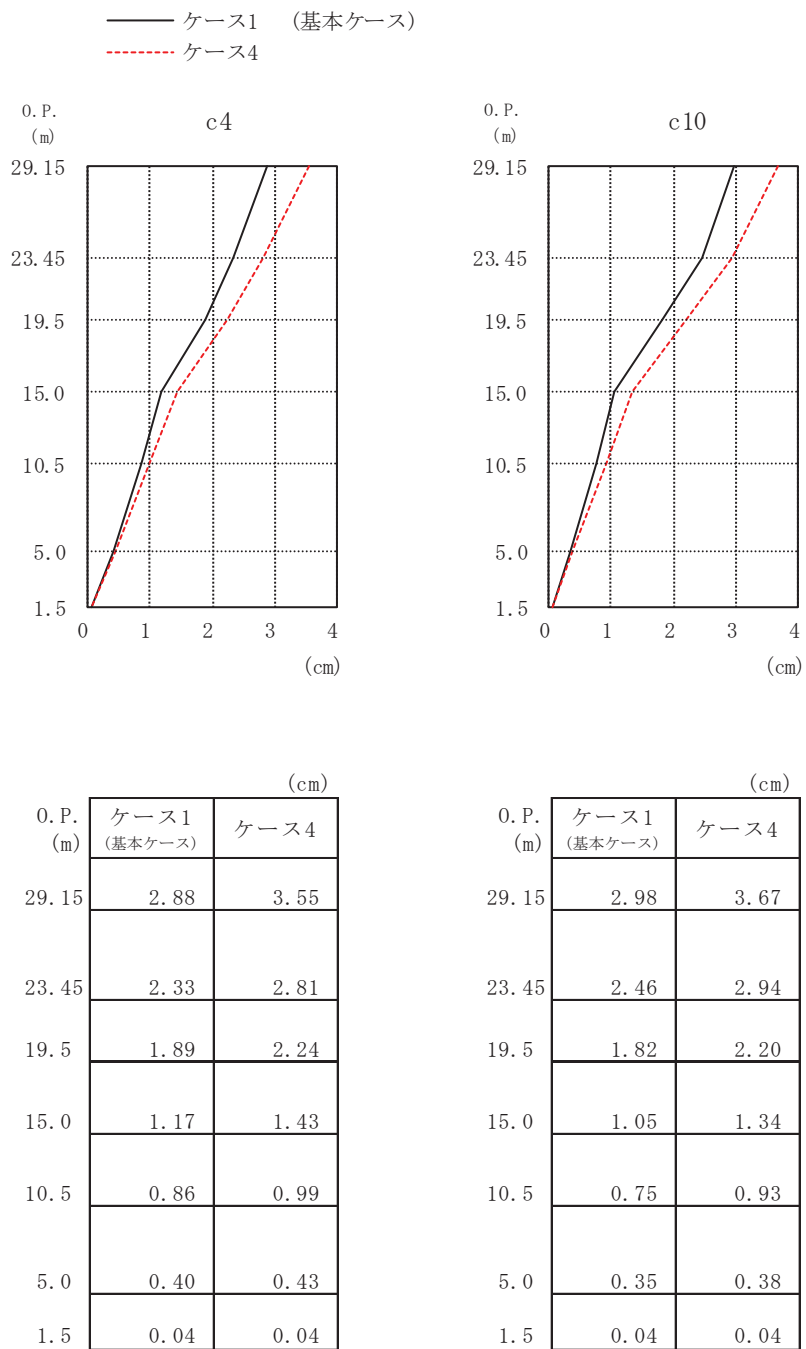 ケース1 (基本ケース)
ケース4
O.P.
(m)
c4
29.15
23.45
19.5
15.0
10.5
5.0
1.5
0 1 2 3 4
(cm)
O.P.
(m)
c10
29.15
23.45
19.5
15.0
10.5
5.0
1.5
0 1 2 3 4
(cm)
(cm)
O.P.
(m)
ケース1
(基本ケース)
ケース4
29.15 2.88 3.55
23.45 2.33 2.81
19.5 1.89 2.24
15.0 1.17 1.43
10.5 0.86 0.99
5.0 0.40 0.43
1.5 0.04 0.04
(cm)
O.P.
(m)
ケース1
(基本ケース)
ケース4
29.15 2.98 3.67
23.45 2.46 2.94
19.5 1.82 2.20
15.0 1.05 1.34
10.5 0.75 0.93
5.0 0.35 0.38
1.5 0.04 0.04